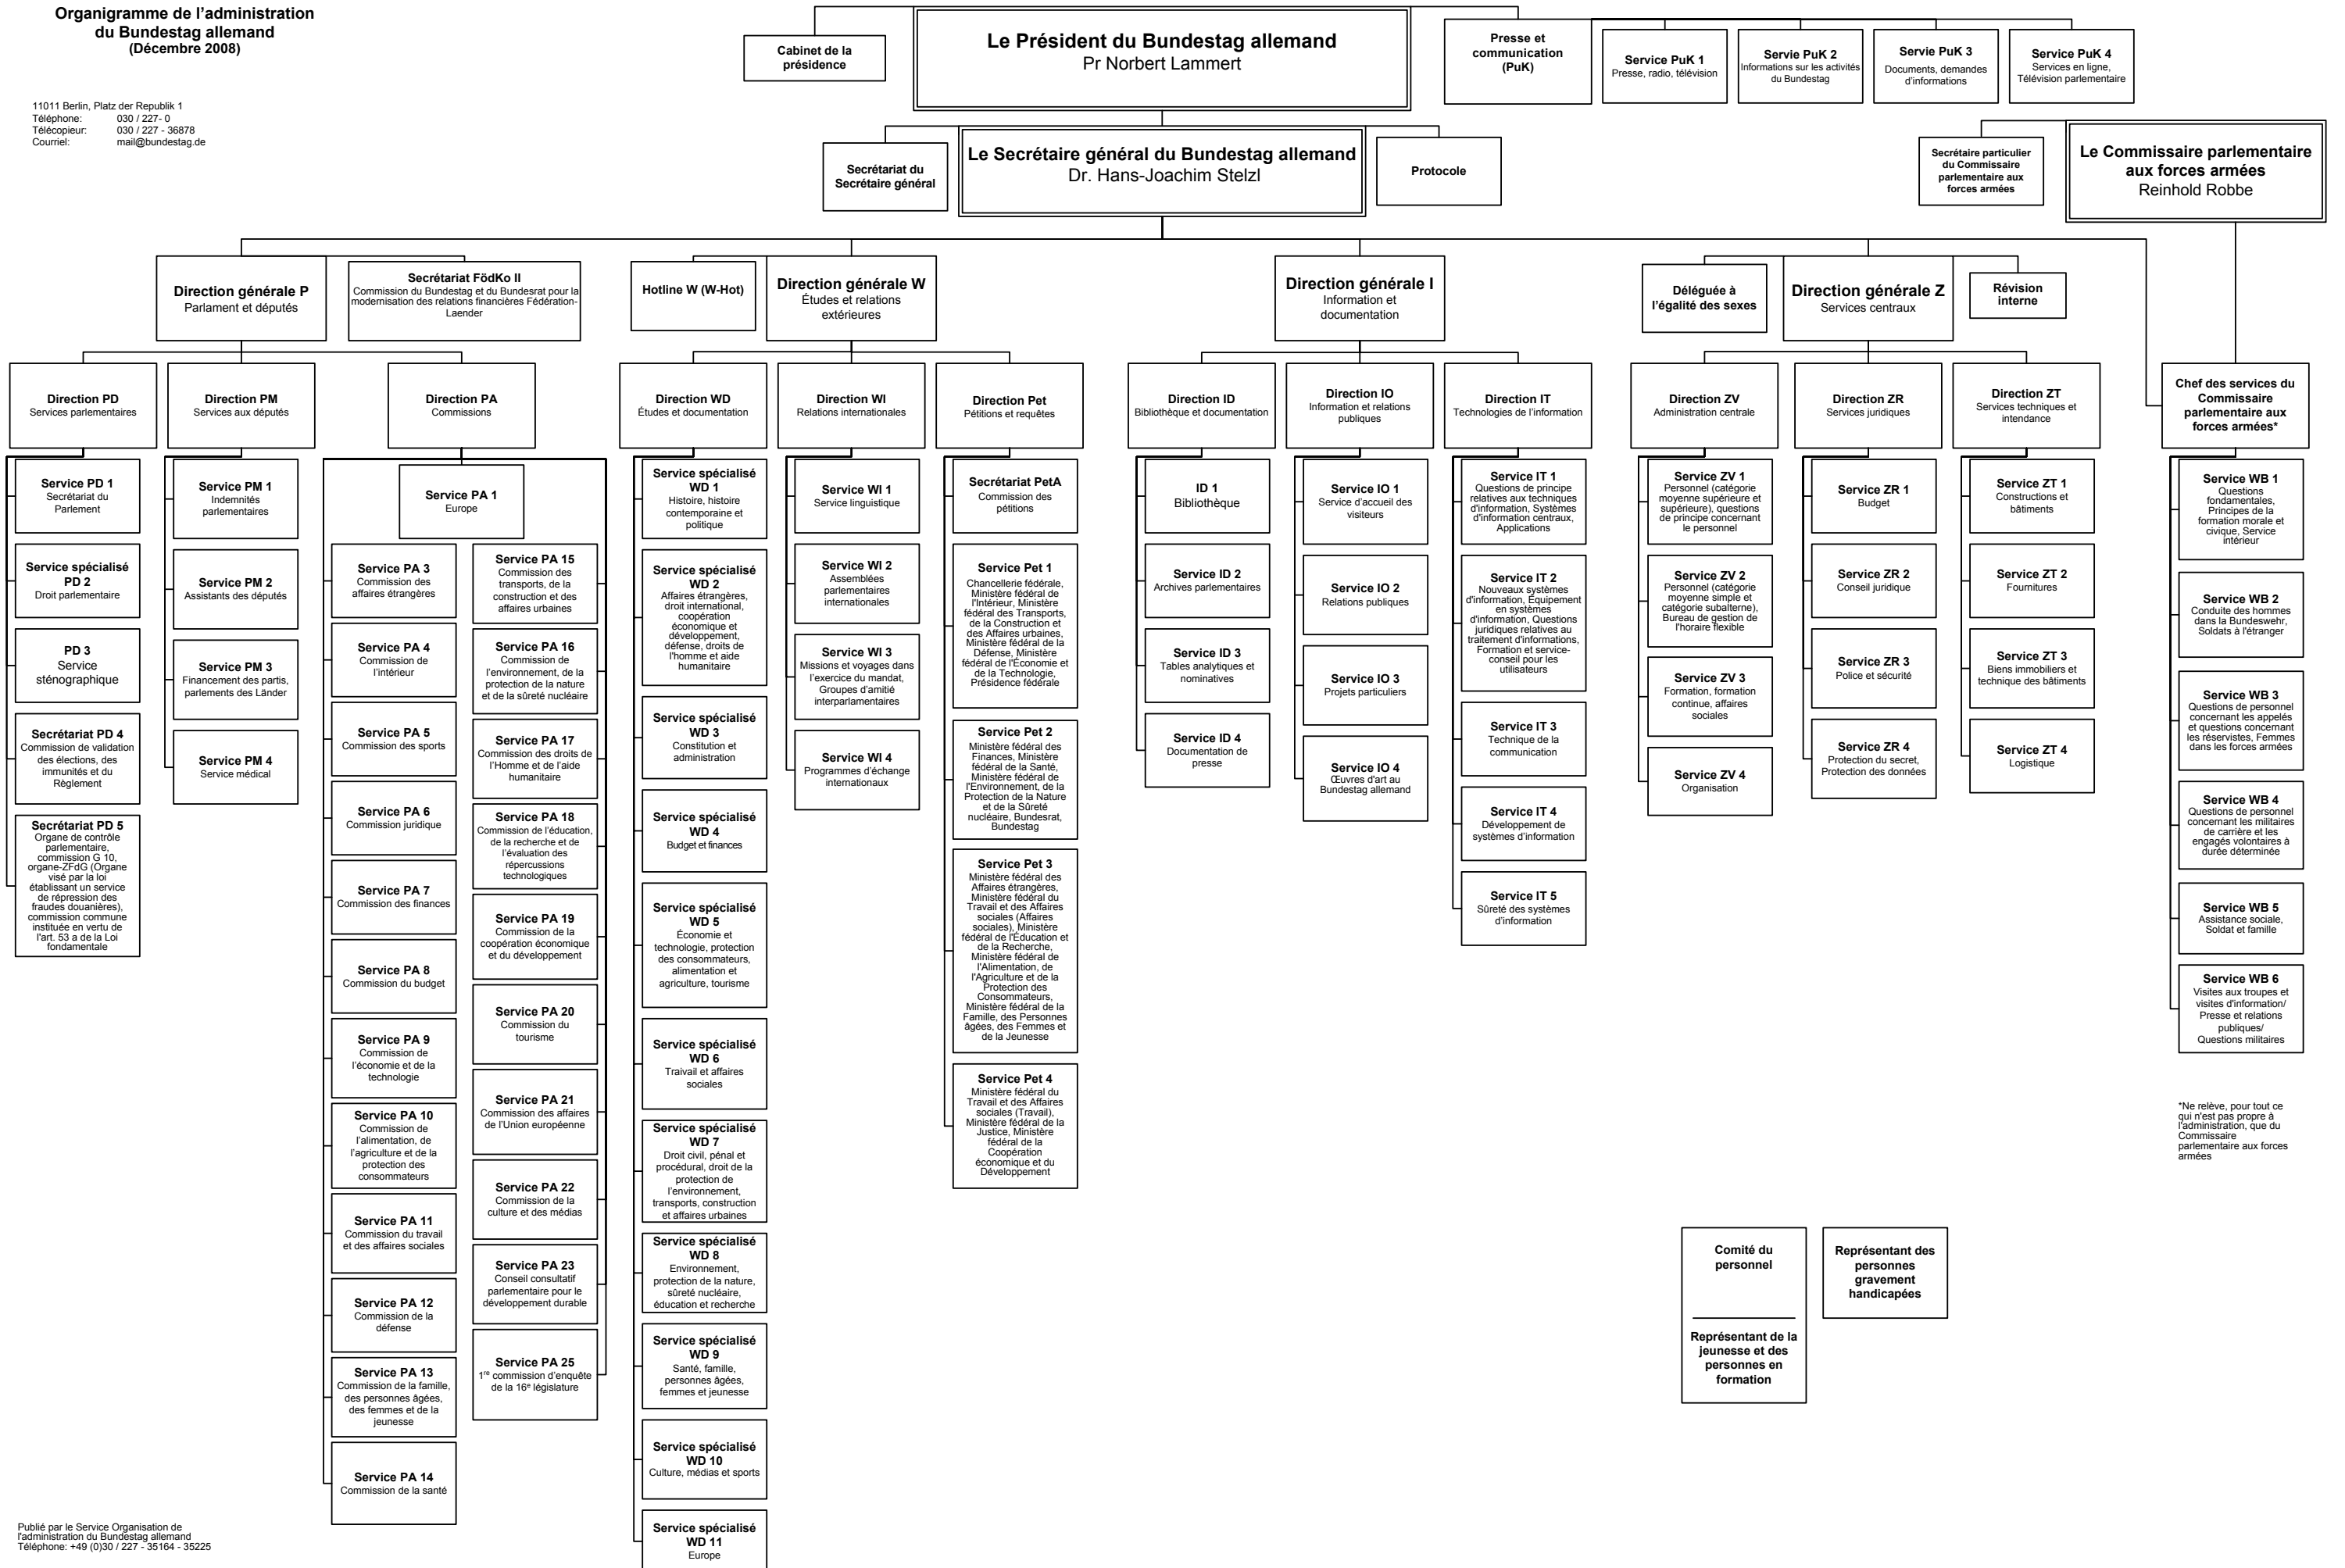 Organigramme de l'administration
du Bundestag allemand
(Décembre 2008)
11011 Berlin, Platz der Republik 1
Téléphone: 030 / 227- 0
Télécopieur: 030 / 227 - 36878
Courriel: mail@bundestag.de
Cabinet de la
présidence
Le Président du Bundestag allemand
Pr Norbert Lammert
Presse et
communication
(PuK)
Service PuK 1
Presse, radio, télévision
Servie PuK 2
Informations sur les activités
du Bundestag
Servie PuK 3
Documents, demandes
d'informations
Service PuK 4
Services en ligne,
Télévision parlementaire
Secrétariat du
Secrétaire général
Le Secrétaire général du Bundestag allemand
Dr. Hans-Joachim Stelzl
Protocole
Secrétaire particulier
du Commissaire
parlementaire aux
forces armées
Le Commissaire parlementaire
aux forces armées
Reinhold Robbe
Direction générale P
Parlament et députés
Secrétariat FödKo II
Commission du Bundestag et du Bundesrat pour la
modernisation des relations financières Fédération-
Laender
Hotline W (W-Hot)
Direction générale W
Études et relations
extérieures
Direction générale I
Information et
documentation
Déléguée à
l'égalité des sexes
Direction générale Z
Services centraux
Révision
interne
Direction PD
Services parlementaires
Direction PM
Services aux députés
Direction PA
Commissions
Direction WD
Études et documentation
Direction WI
Relations internationales
Direction Pet
Pétitions et requêtes
Direction ID
Bibliothèque et documentation
Direction IO
Information et relations
publiques
Direction IT
Technologies de l'information
Direction ZV
Administration centrale
Direction ZR
Services juridiques
Direction ZT
Services techniques et
intendance
Chef des services du
Commissaire
parlementaire aux
forces armées*
Service PD 1
Secrétariat du
Parlement
Service spécialisé
PD 2
Droit parlementaire
PD 3
Service
sténographique
Secrétariat PD 4
Commission de validation
des élections, des
immunités et du
Règlement
Secrétariat PD 5
Organe de contrôle
parlementaire,
commission G 10,
organe-ZFdG (Organe
visé par la loi
établissant un service
de répression des
fraudes douanières),
commission commune
instituée en vertu de
l'art. 53 a de la Loi
fondamentale
Service PM 1
Indemnités
parlementaires
Service PM 2
Assistants des députés
Service PM 3
Financement des partis,
parlements des Länder
Service PM 4
Service médical
Service PA 1
Europe
Service PA 3
Commission des
affaires étrangères
Service PA 4
Commission de
l'intérieur
Service PA 5
Commission des sports
Service PA 6
Commission juridique
Service PA 7
Commission des finances
Service PA 8
Commission du budget
Service PA 9
Commission de
l'économie et de la
technologie
Service PA 10
Commission de
l'alimentation, de
l'agriculture et de la
protection des
consommateurs
Service PA 11
Commission du travail
et des affaires sociales
Service PA 12
Commission de la
défense
Service PA 13
Commission de la famille,
des personnes âgées,
des femmes et de la
jeunesse
Service PA 14
Commission de la santé
Service PA 15
Commission des
transports, de la
construction et des
affaires urbaines
Service PA 16
Commission de
l'environnement, de la
protection de la nature
et de la sûreté nucléaire
Service PA 17
Commission des droits de
l'Homme et de l'aide
humanitaire
Service PA 18
Commission de l'éducation,
de la recherche et de
l'évaluation des
répercussions
technologiques
Service PA 19
Commission de la
coopération économique
et du développement
Service PA 20
Commission du
tourisme
Service PA 21
Commission des affaires
de l'Union européenne
Service PA 22
Commission de la
culture et des médias
Service PA 23
Conseil consultatif
parlementaire pour le
développement durable
Service PA 25
1re commission d'enquête
de la 16e législature
Service spécialisé
WD 1
Histoire, histoire
contemporaine et
politique
Service spécialisé
WD 2
Affaires étrangères,
droit international,
coopération
économique et
développement,
défense, droits de
l'homme et aide
humanitaire
Service spécialisé
WD 3
Constitution et
administration
Service spécialisé
WD 4
Budget et finances
Service spécialisé
WD 5
Économie et
technologie, protection
des consommateurs,
alimentation et
agriculture, tourisme
Service spécialisé
WD 6
Traivail et affaires
sociales
Service spécialisé
WD 7
Droit civil, pénal et
procédural, droit de la
protection de
l'environnement,
transports, construction
et affaires urbaines
Service spécialisé
WD 8
Environnement,
protection de la nature,
sûreté nucléaire,
éducation et recherche
Service spécialisé
WD 9
Santé, famille,
personnes âgées,
femmes et jeunesse
Service spécialisé
WD 10
Culture, médias et sports
Service spécialisé
WD 11
Europe
Service WI 1
Service linguistique
Service WI 2
Assemblées
parlementaires
internationales
Service WI 3
Missions et voyages dans
l'exercice du mandat,
Groupes d'amitié
interparlamentaires
Service WI 4
Programmes d'échange
internationaux
Secrétariat PetA
Commission des
pétitions
Service Pet 1
Chancellerie fédérale,
Ministère fédéral de
l'Intérieur, Ministère
fédéral des Transports,
de la Construction et
des Affaires urbaines,
Ministère fédéral de la
Défense, Ministère
fédéral de l'Économie et
de la Technologie,
Présidence fédérale
Service Pet 2
Ministère fédéral des
Finances, Ministère
fédéral de la Santé,
Ministère fédéral de
l'Environnement, de la
Protection de la Nature
et de la Sûreté
nucléaire, Bundesrat,
Bundestag
Service Pet 3
Ministère fédéral des
Affaires étrangères,
Ministère fédéral du
Travail et des Affaires
sociales (Affaires
sociales), Ministère
fédéral de l'Éducation et
de la Recherche,
Ministère fédéral de
l'Alimentation, de
l'Agriculture et de la
Protection des
Consommateurs,
Ministère fédéral de la
Famille, des Personnes
âgées, des Femmes et
de la Jeunesse
Service Pet 4
Ministère fédéral du
Travail et des Affaires
sociales (Travail),
Ministère fédéral de la
Justice, Ministère
fédéral de la
Coopération
économique et du
Développement
ID 1
Bibliothèque
Service ID 2
Archives parlementaires
Service ID 3
Tables analytiques et
nominatives
Service ID 4
Documentation de
presse
Service IO 1
Service d'accueil des
visiteurs
Service IO 2
Relations publiques
Service IO 3
Projets particuliers
Service IO 4
Œuvres d'art au
Bundestag allemand
Service IT 1
Questions de principe
relatives aux techniques
d'information, Systèmes
d'information centraux,
Applications
Service IT 2
Nouveaux systèmes
d'information, Équipement
en systèmes
d'information, Questions
juridiques relatives au
traitement d'informations,
Formation et service-
conseil pour les
utilisateurs
Service IT 3
Technique de la
communication
Service IT 4
Développement de
systèmes d'information
Service IT 5
Sûreté des systèmes
d'information
Service ZV 1
Personnel (catégorie
moyenne supérieure et
supérieure), questions
de principe concernant
le personnel
Service ZV 2
Personnel (catégorie
moyenne simple et
catégorie subalterne),
Bureau de gestion de
l'horaire flexible
Service ZV 3
Formation, formation
continue, affaires
sociales
Service ZV 4
Organisation
Service ZR 1
Budget
Service ZR 2
Conseil juridique
Service ZR 3
Police et sécurité
Service ZR 4
Protection du secret,
Protection des données
Service ZT 1
Constructions et
bâtiments
Service ZT 2
Fournitures
Service ZT 3
Biens immobiliers et
technique des bâtiments
Service ZT 4
Logistique
Service WB 1
Questions
fondamentales,
Principes de la
formation morale et
civique, Service
intérieur
Service WB 2
Conduite des hommes
dans la Bundeswehr,
Soldats à l'étranger
Service WB 3
Questions de personnel
concernant les appelés
et questions concernant
les réservistes, Femmes
dans les forces armées
Service WB 4
Questions de personnel
concernant les militaires
de carrière et les
engagés volontaires à
durée déterminée
Service WB 5
Assistance sociale,
Soldat et famille
Service WB 6
Visites aux troupes et
visites d'information/
Presse et relations
publiques/
Questions militaires
*Ne relève, pour tout ce
qui n'est pas propre à
l'administration, que du
Commissaire
parlementaire aux forces
armées
Comité du
personnel
Représentant de la
jeunesse et des
personnes en
formation
Représentant des
personnes
gravement
handicapées
Publié par le Service Organisation de
l'administration du Bundestag allemand
Téléphone: +49 (0)30 / 227 - 35164 - 35225